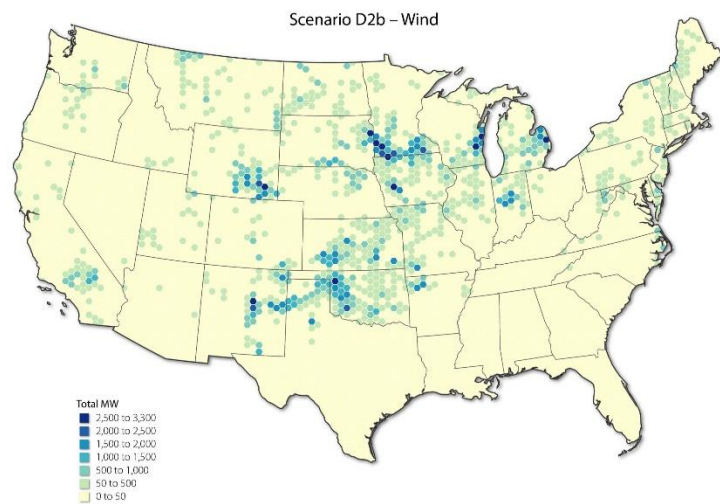 Scenario D2b – Wind
Total MW
2,500 to 3,300
2,000 to 2,500
1,500 to 2,000
1,000 to 1,500
500 to 1,000
50 to 500
0 to 50